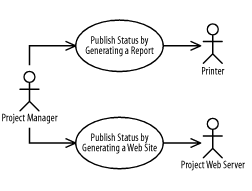 Publish Status by
Generating a Report
Printer
Project Manager
Publish Status by
Generating a Web Site
Project Web Server